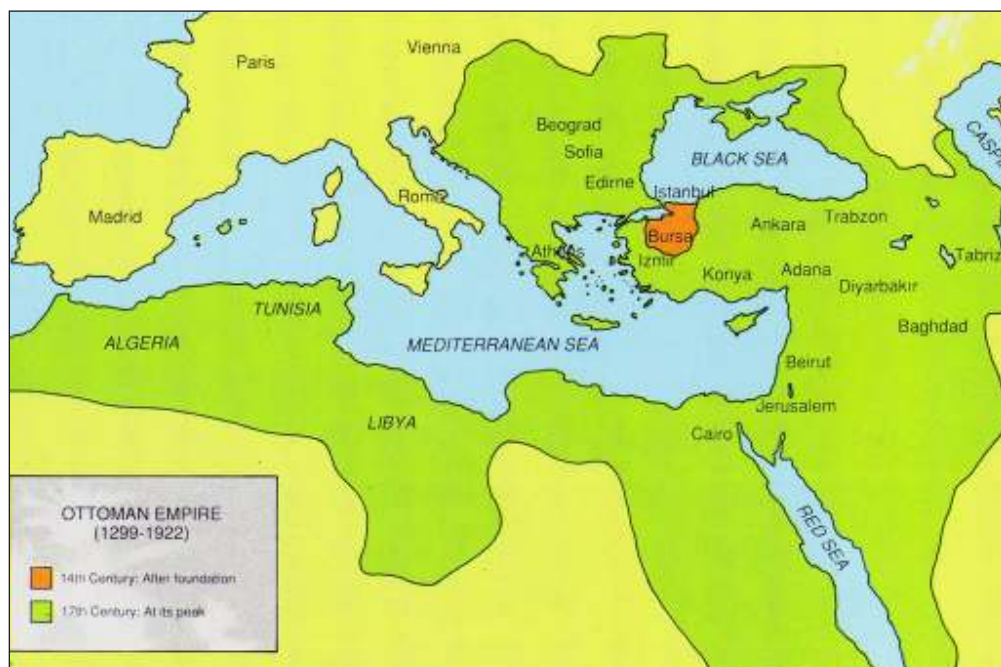 Vienna
Paris
Beograd
Sofia
BLACK SEA
CASP
Edirne
Istanbul
Madrid
Rome
Ankara
Trabzon
Bursa
Athens
Izmir
Tabriz
Konya
Adana
Diyarbakir
TUNISIA
ALGERIA
MEDITERRANEAN SEA
Baghdad
Beirut
Jerusalem
LIBYA
Cairo
RED SEA
OTTOMAN EMPIRE
(1299-1922)
14th Century: After foundation
17th Century: At its peak